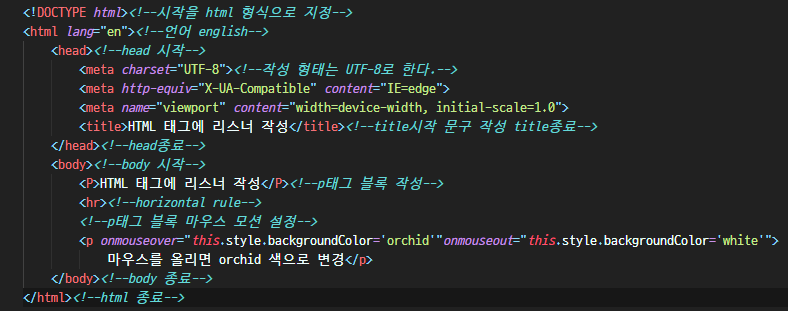 <!DOCTYPE html><!--시작을 html 형식으로 지정-->
<html lang="en"><!--언어 english-->
<head><!--head 시작-->
<meta charset="UTF-8"><!--작성 형태는 UTF-8로 한다.-->
<meta http-equiv="X-UA-Compatible" content="IE=edge">
<meta name="viewport" content="width=device-width, initial-scale=1.0">
<title>HTML 태그에 리스너 작성</title><!--title시작 문구 작성 title종료-->
</head><!--head종료-->
<body><!--body 시작-->
<P>HTML 태그에 리스너 작성</P><!--p태그 블록 작성-->
<hr><!--horizontal rule-->
<!--p태그 블록 마우스 모션 설정-->
<p onmouseover="this.style.backgroundColor='orchid'"onmouseout="this.style.backgroundColor='white'">
마우스를 올리면 orchid 색으로 변경</p>
</body><!--body 종료-->
</html><!--html 종료-->